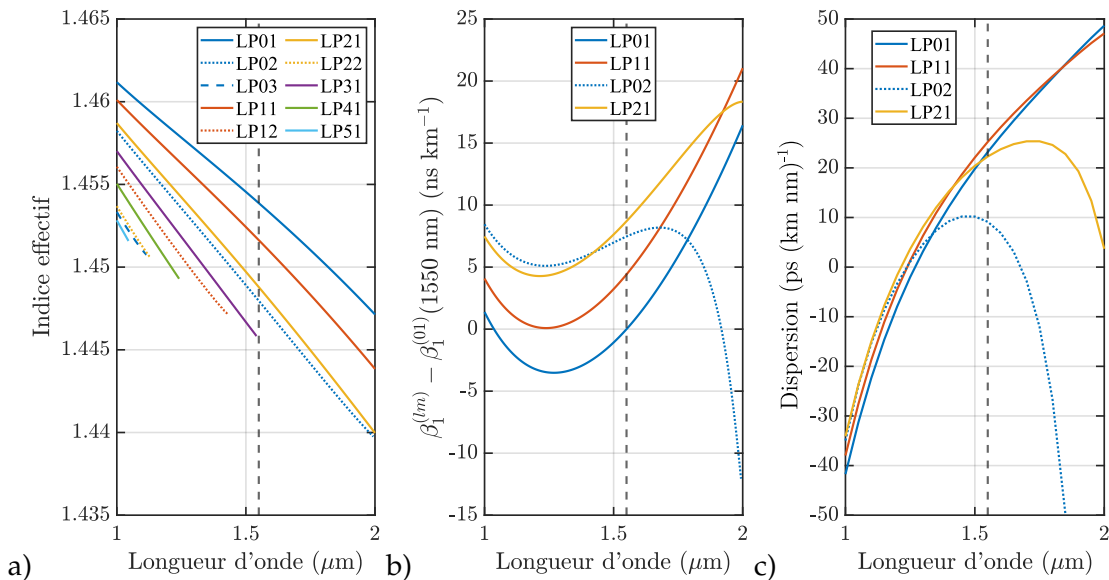 1.465
1.46
1.455
1.45
1.445
1.44
1.435
Indice effectif
LP01
LP02
LP03
LP11
LP12
LP21
LP22
LP31
LP41
LP51
1
1.5
2
Longueur d'onde (μm)
a)
25
20
15
10
5
0
-5
-10
-15
β₁⁽ˡᵐ⁾ − β₁⁽⁰¹⁾(1550 nm) (ns km⁻¹)
LP01
LP11
LP02
LP21
1
1.5
2
Longueur d'onde (μm)
b)
50
40
30
20
10
0
-10
-20
-30
-40
-50
Dispersion (ps (km nm)⁻¹)
LP01
LP11
LP02
LP21
1
1.5
2
Longueur d'onde (μm)
c)